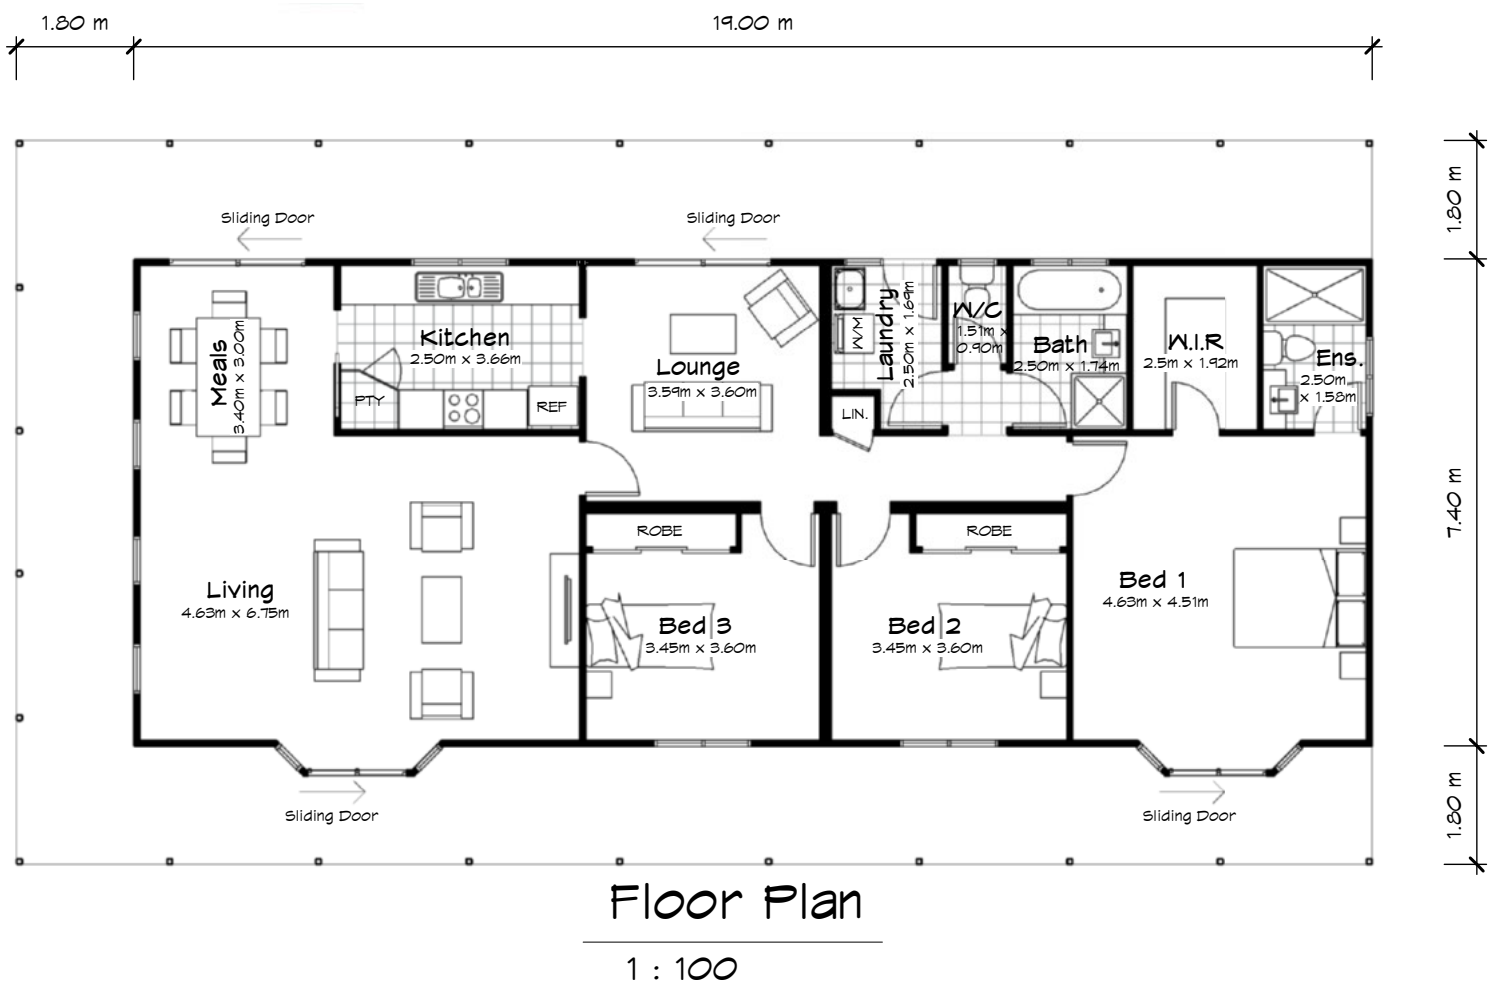 1.80 m
19.00 m
1.80 m
Sliding Door
Sliding Door
Meals
3.40m x 3.00m
Kitchen
2.50m x 3.66m
PTY
REF
Lounge
3.59m x 3.60m
W/M
Laundry
2.50m x 1.69m
LIN.
W/C
1.51m x
0.90m
Bath
2.50m x 1.74m
W.I.R
2.5m x 1.92m
Ens.
2.50m
x 1.58m
7.40 m
ROBE
ROBE
Living
4.63m x 6.75m
Bed 3
3.45m x 3.60m
Bed 2
3.45m x 3.60m
Bed 1
4.63m x 4.51m
Sliding Door
Sliding Door
1.80 m
Floor Plan
1 : 100